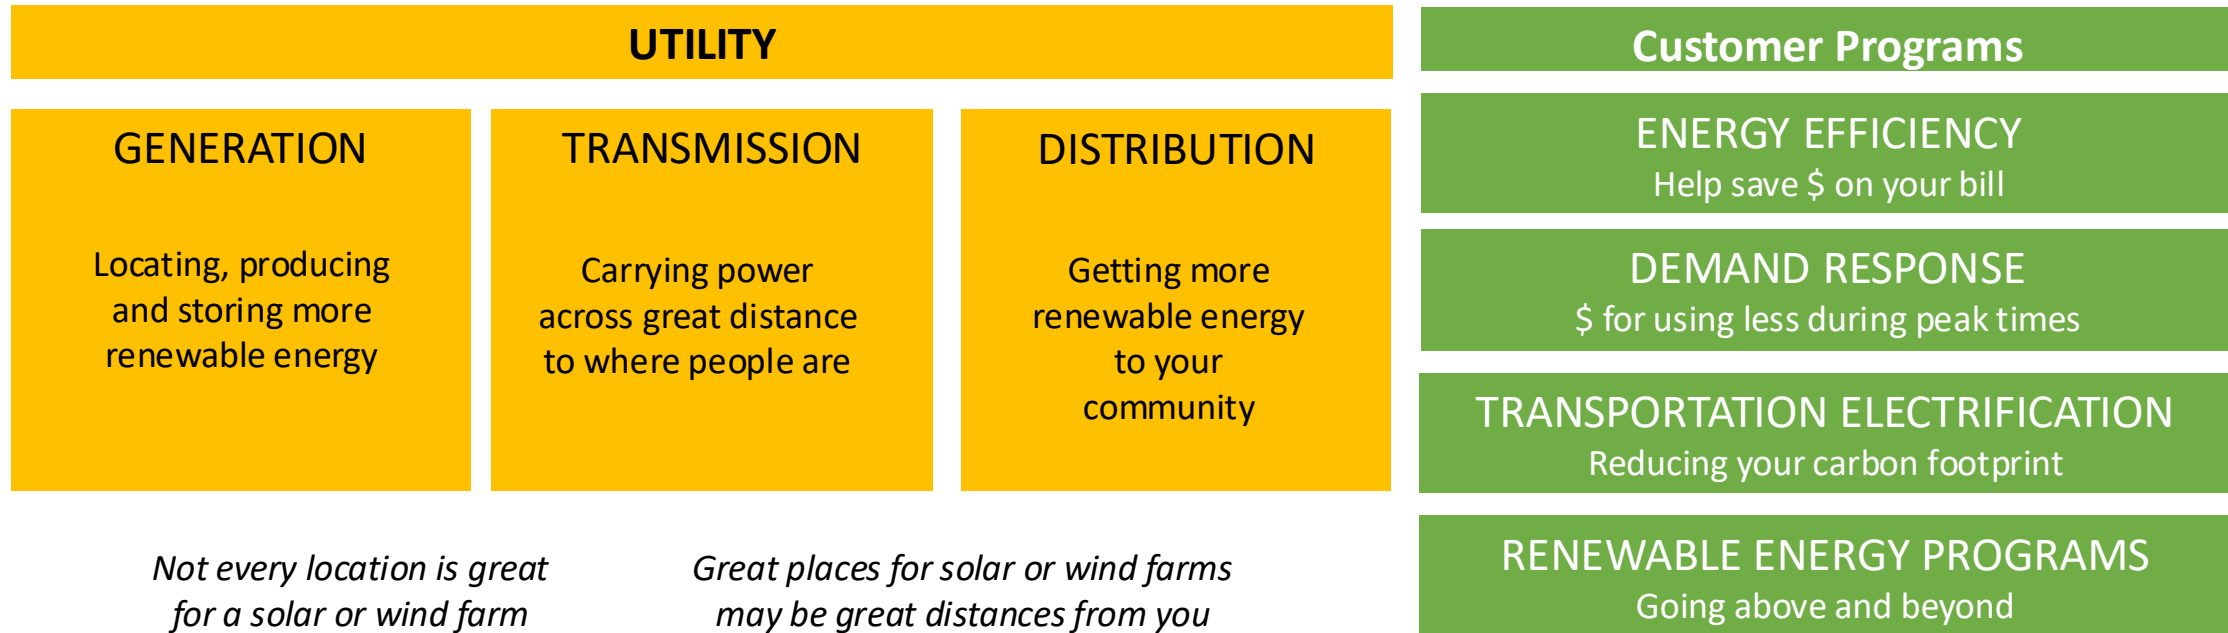 UTILITY
GENERATION
Locating, producing
and storing more
renewable energy
TRANSMISSION
Carrying power
across great distance
to where people are
DISTRIBUTION
Getting more
renewable energy
to your
community
Not every location is great
for a solar or wind farm
Great places for solar or wind farms
may be great distances from you
Customer Programs
ENERGY EFFICIENCY
Help save $ on your bill
DEMAND RESPONSE
$ for using less during peak times
TRANSPORTATION ELECTRIFICATION
Reducing your carbon footprint
RENEWABLE ENERGY PROGRAMS
Going above and beyond